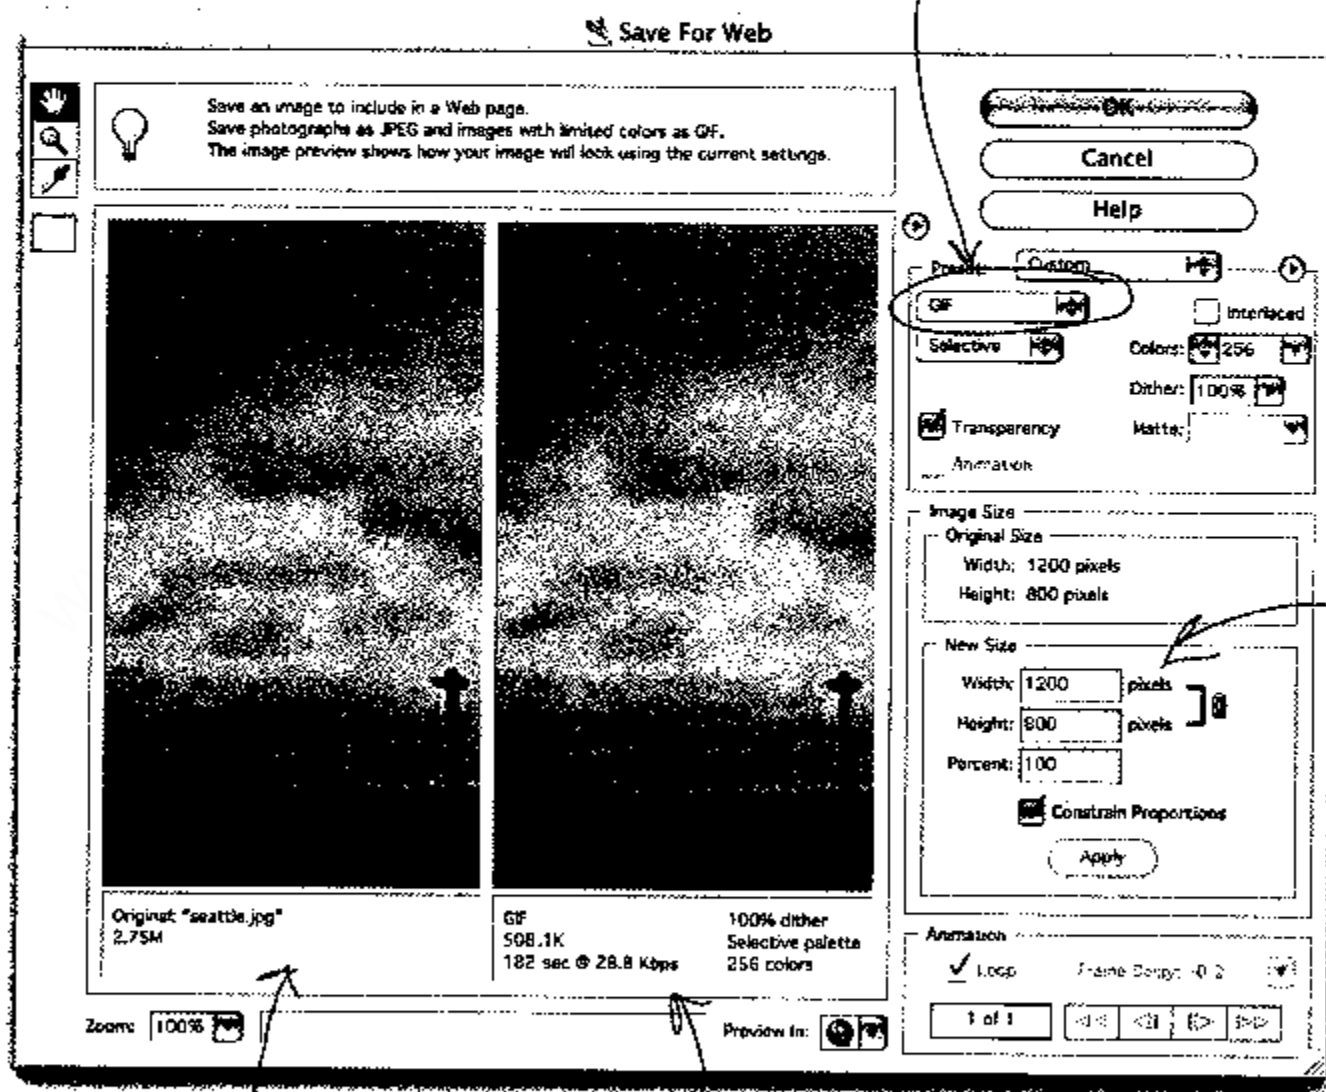 Save For Web
Save an image to include in a Web page.
Save photographs as JPEG and images with limited colors as GIF.
The image preview shows how your image will look using the current settings.
OK
Cancel
Help
Preset: Custom
GIF
Interlaced
Selective
Colors: 256
Dither: 100%
Transparency
Matte:
Animation
Image Size
Original Size
Width: 1200 pixels
Height: 800 pixels
New Size
Width: 1200 pixels
Height: 800 pixels
Percent: 100
Constrain Proportions
Apply
Original: "seattle.jpg"
2.75M
GIF
508.1K
182 sec @ 28.8 Kbps
100% dither
Selective palette
256 colors
Animation
Loop
Frame Delay: 0.2
1 of 1
Zoom: 100%
Preview In: